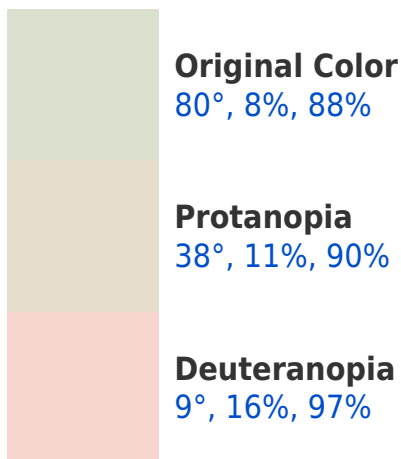 Original Color
80°, 8%, 88%
Protanopia
38°, 11%, 90%
Deuteranopia
9°, 16%, 97%